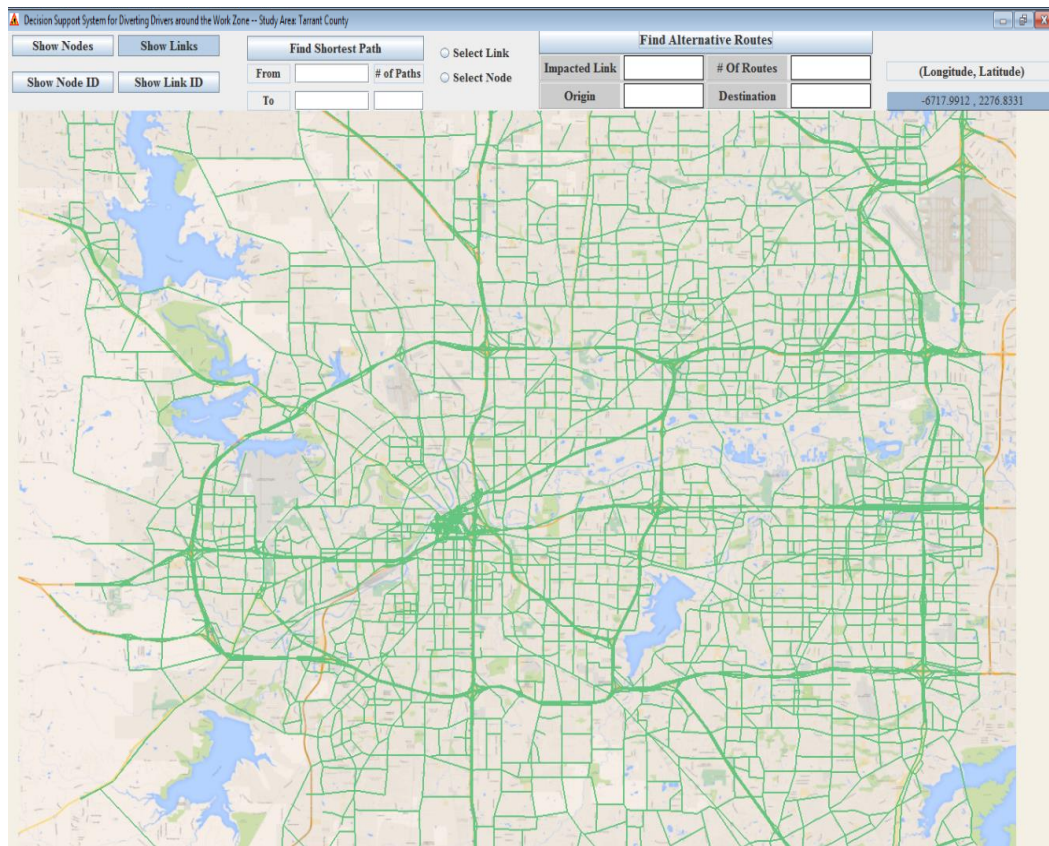 Decision Support System for Diverting Drivers around the Work Zone -- Study Area: Tarrant County
Show Nodes
Show Links
Show Node ID
Show Link ID
Find Shortest Path
From
# of Paths
To
Select Link
Select Node
Find Alternative Routes
Impacted Link
# Of Routes
Origin
Destination
(Longitude, Latitude)
-6717.9912 , 2276.8331